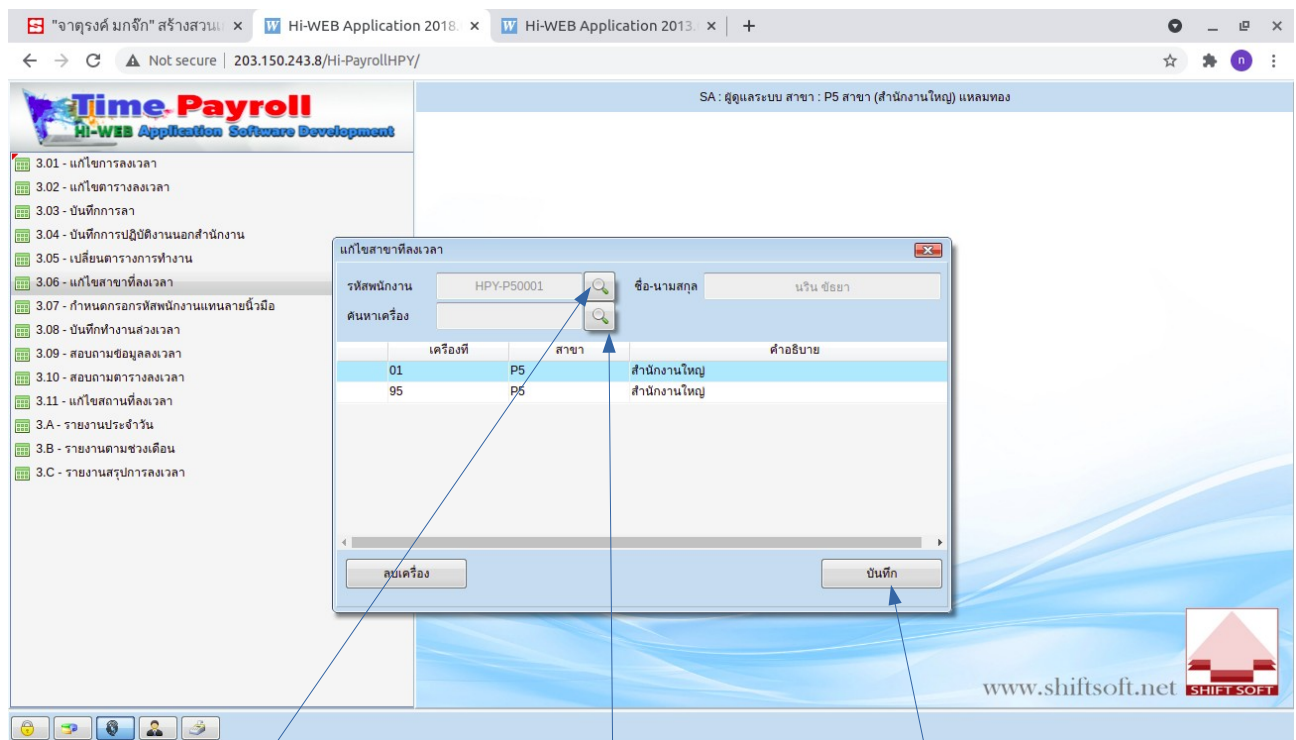 "จาตุรงค์ มกจ๊ก" สร้างสวนเ
Hi-WEB Application 2018.
Hi-WEB Application 2013.
Not secure | 203.150.243.8/Hi-PayrollHPY/
n
Time Payroll
Hi-WEB Application Software Development
SA : ผู้ดูแลระบบ สาขา : P5 สาขา (สำนักงานใหญ่) แหลมทอง
3.01 - แก้ไขการลงเวลา
3.02 - แก้ไขตารางลงเวลา
3.03 - บันทึกการลา
3.04 - บันทึกการปฏิบัติงานนอกสำนักงาน
3.05 - เปลี่ยนตารางการทำงาน
3.06 - แก้ไขสาขาที่ลงเวลา
3.07 - กำหนดกรอกรหัสพนักงานแทนลายนิ้วมือ
3.08 - บันทึกทำงานล่วงเวลา
3.09 - สอบถามข้อมูลลงเวลา
3.10 - สอบถามตารางลงเวลา
3.11 - แก้ไขสถานที่ลงเวลา
3.A - รายงานประจำวัน
3.B - รายงานตามช่วงเดือน
3.C - รายงานสรุปการลงเวลา
แก้ไขสาขาที่ลงเวลา
รหัสพนักงาน HPY-P50001 ชื่อ-นามสกุล นริน ขัธยา
ค้นหาเครื่อง
เครื่องที่ สาขา คำอธิบาย
01 P5 สำนักงานใหญ่
95 P5 สำนักงานใหญ่
ลบเครื่อง บันทึก
www.shiftsoft.net SHIFT SOFT